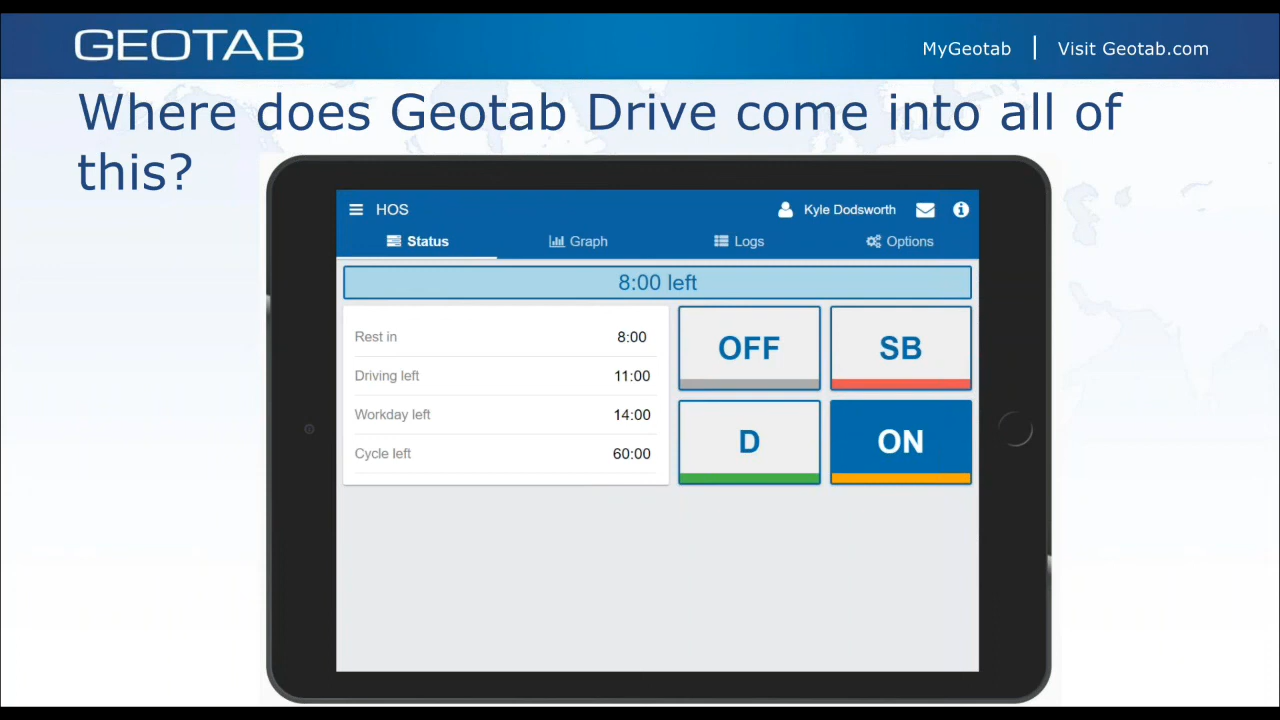 GEOTAB
MyGeotab | Visit Geotab.com
Where does Geotab Drive come into all of
this?
HOS
Kyle Dodsworth
Status
Graph
Logs
Options
8:00 left
Rest in 8:00
Driving left 11:00
Workday left 14:00
Cycle left 60:00
OFF
SB
D
ON